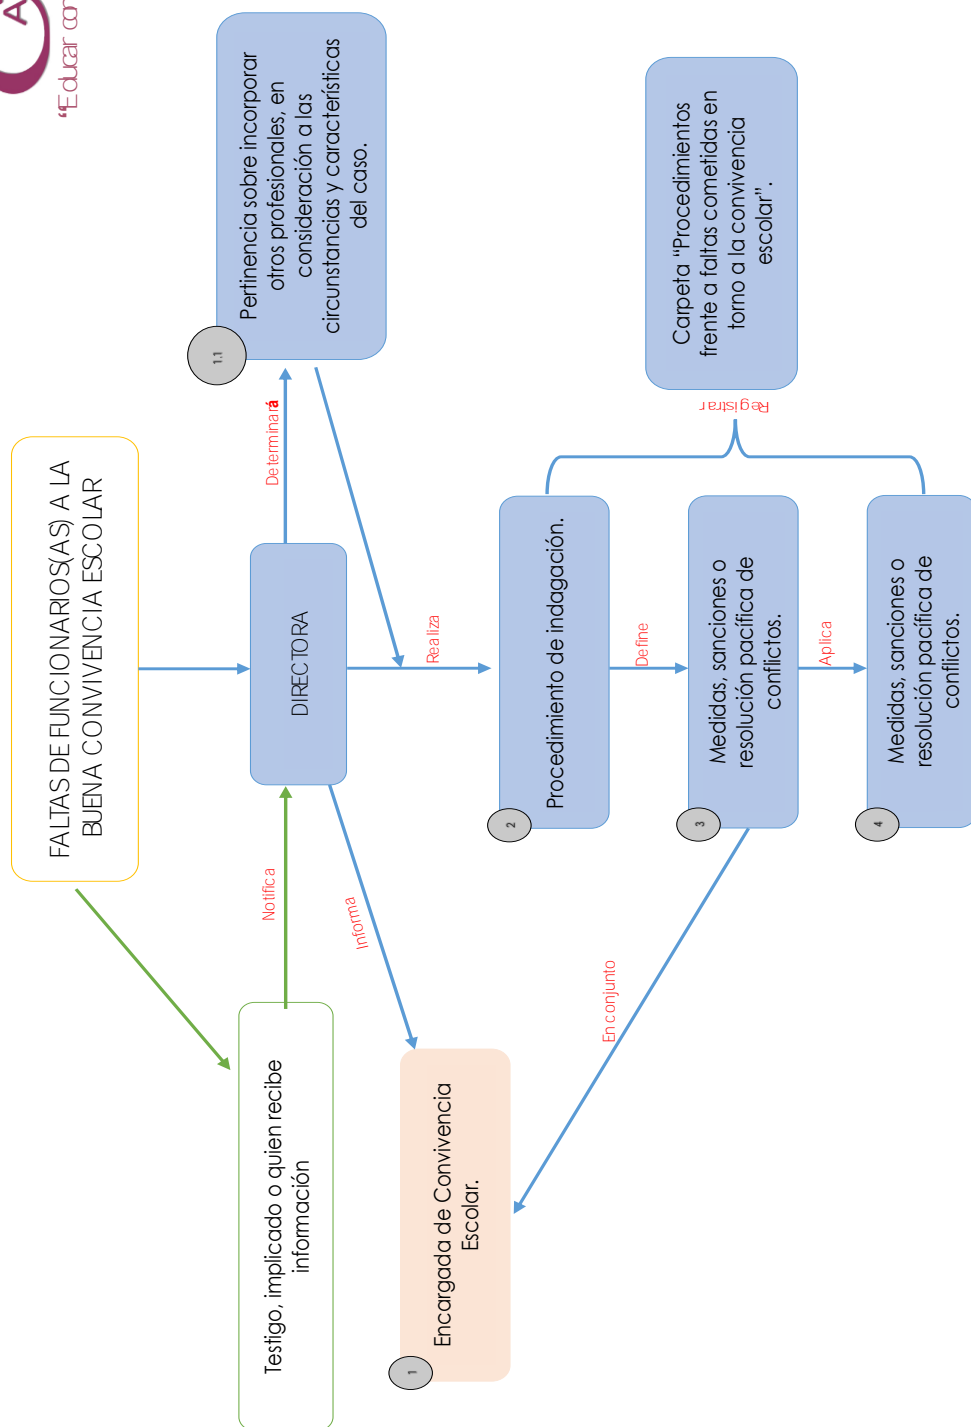 A
“Educar con
FALTAS DE FUNCIONARIOS(AS) A LA
BUENA CONVIVENCIA ESCOLAR
Testigo, implicado o quien recibe
información
Notifica
DIRECTORA
Determinará
1.1
Pertinencia sobre incorporar
otros profesionales, en
consideración a las
circunstancias y características
del caso.
Informa
1
Encargada de Convivencia
Escolar.
Realiza
2
Procedimiento de indagación.
Define
3
Medidas, sanciones o
resolución pacífica de
conflictos.
En conjunto
Aplica
4
Medidas, sanciones o
resolución pacífica de
conflictos.
Registrar
Carpeta “Procedimientos
frente a faltas cometidas en
torno a la convivencia
escolar”.